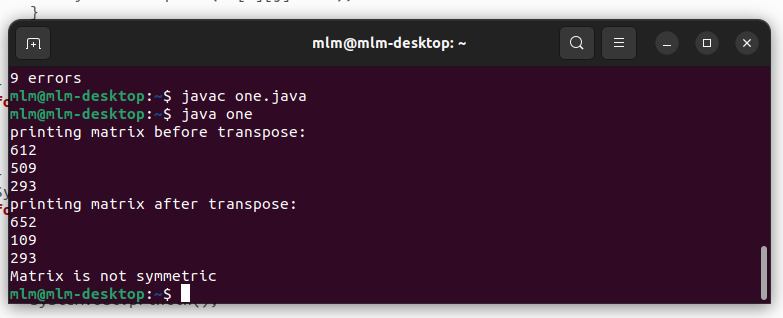 }
mlm@mlm-desktop: ~
9 errors
mlm@mlm-desktop:~$ javac one.java
mlm@mlm-desktop:~$ java one
printing matrix before transpose:
612
509
293
printing matrix after transpose:
652
109
293
Matrix is not symmetric
mlm@mlm-desktop:~$